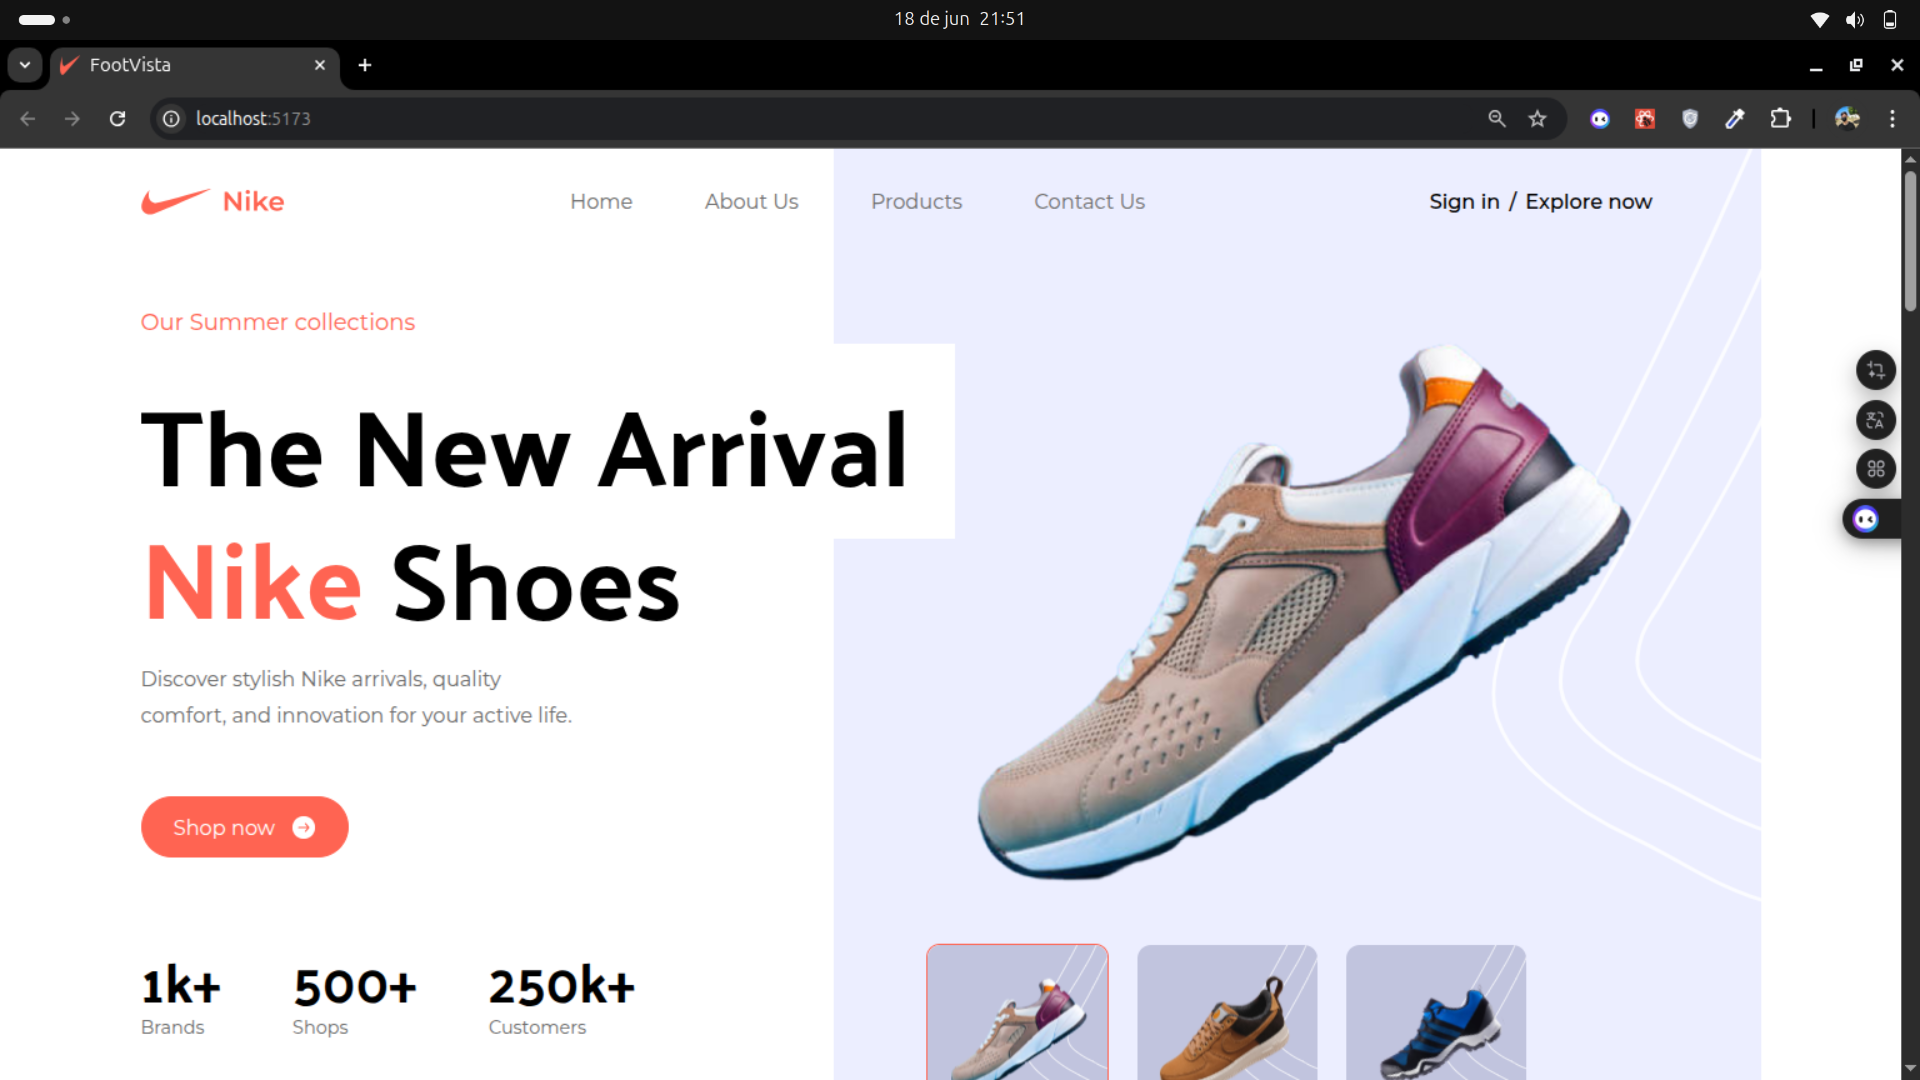 18 de jun 21:51
FootVista
localhost:5173
Nike
Home
About Us
Products
Contact Us
Sign in / Explore now
Our Summer collections
The New Arrival
Nike Shoes
Discover stylish Nike arrivals, quality
comfort, and innovation for your active life.
Shop now
1k+
500+
250k+
Brands
Shops
Customers